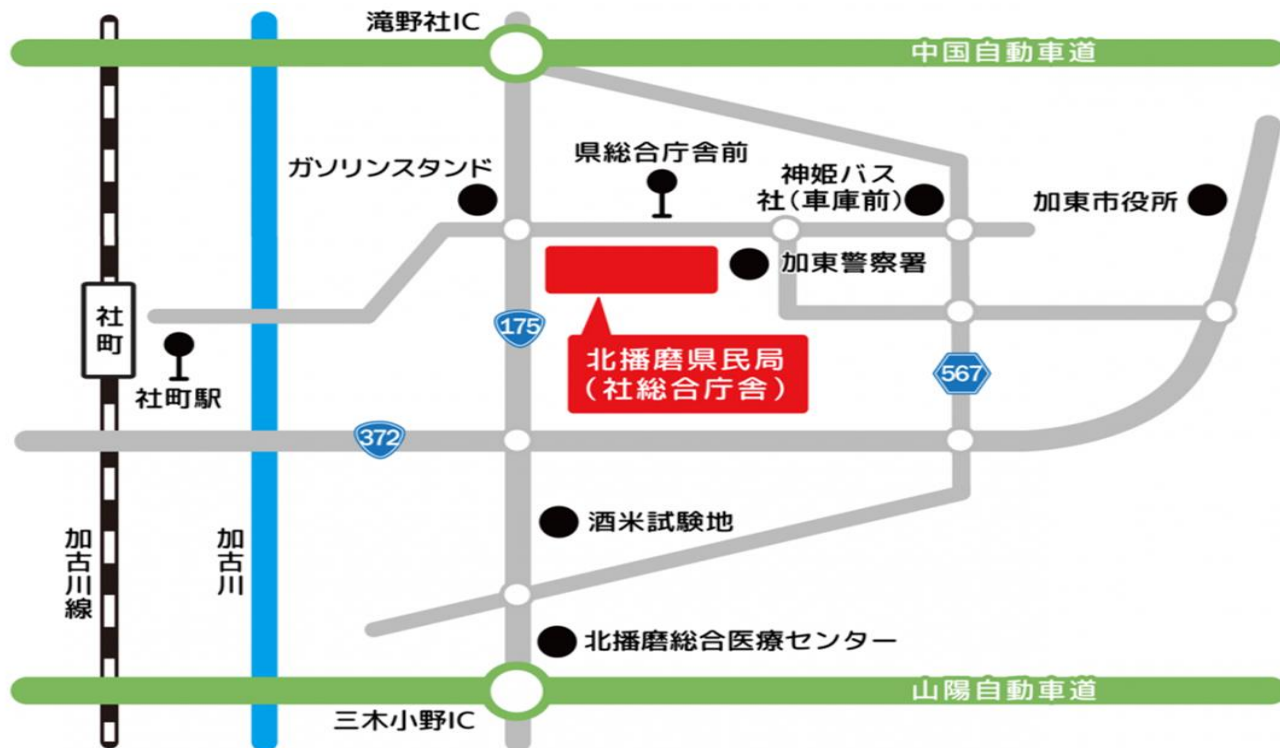 滝野社IC
中国自動車道
ガソリンスタンド
県総合庁舎前
神姫バス
社(車庫前)
加東市役所
加東警察署
社町
175
北播磨県民局
(社総合庁舎)
567
社町駅
372
酒米試験地
加古川線
加古川
北播磨総合医療センター
山陽自動車道
三木小野IC